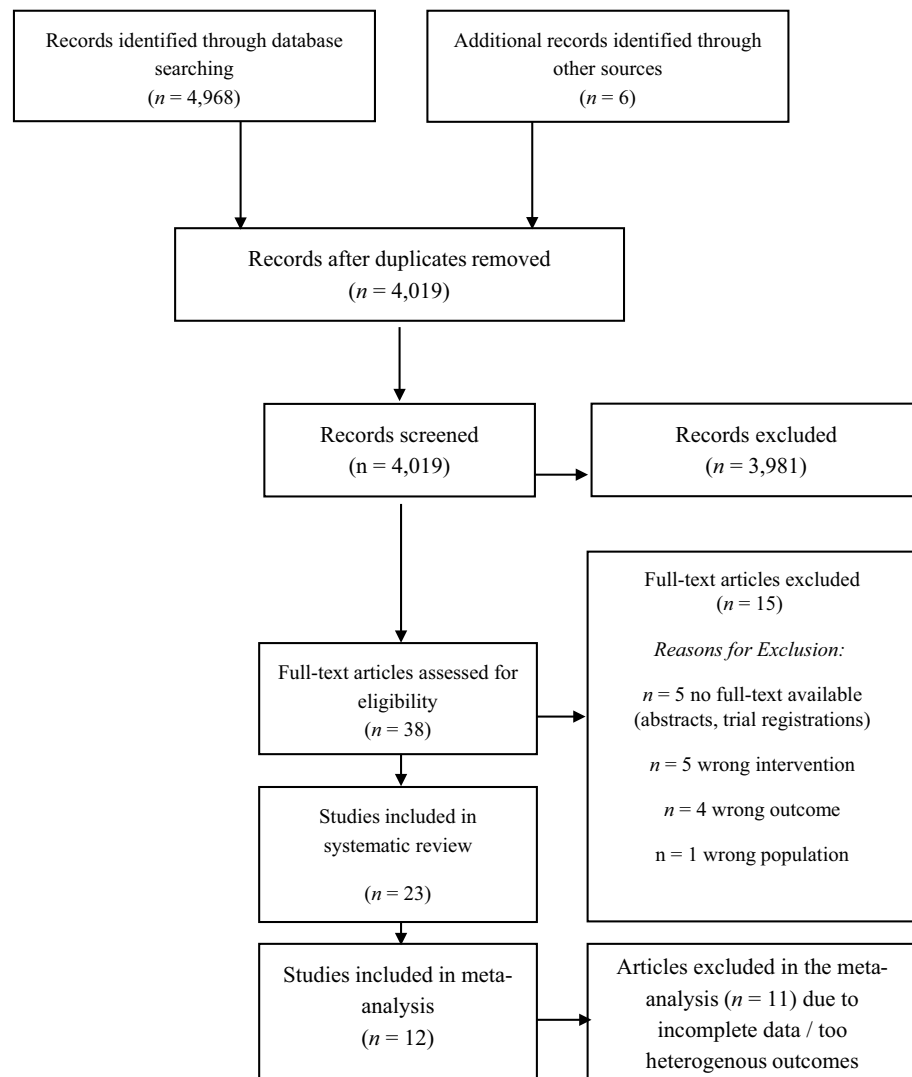 Records identified through database
searching
(n = 4,968)
Additional records identified through
other sources
(n = 6)
Records after duplicates removed
(n = 4,019)
Records screened
(n = 4,019)
Records excluded
(n = 3,981)
Full-text articles assessed for
eligibility
(n = 38)
Full-text articles excluded
(n = 15)
Reasons for Exclusion:
n = 5 no full-text available
(abstracts, trial registrations)
n = 5 wrong intervention
n = 4 wrong outcome
n = 1 wrong population
Studies included in
systematic review
(n = 23)
Studies included in meta-
analysis
(n = 12)
Articles excluded in the meta-
analysis (n = 11) due to
incomplete data / too
heterogenous outcomes